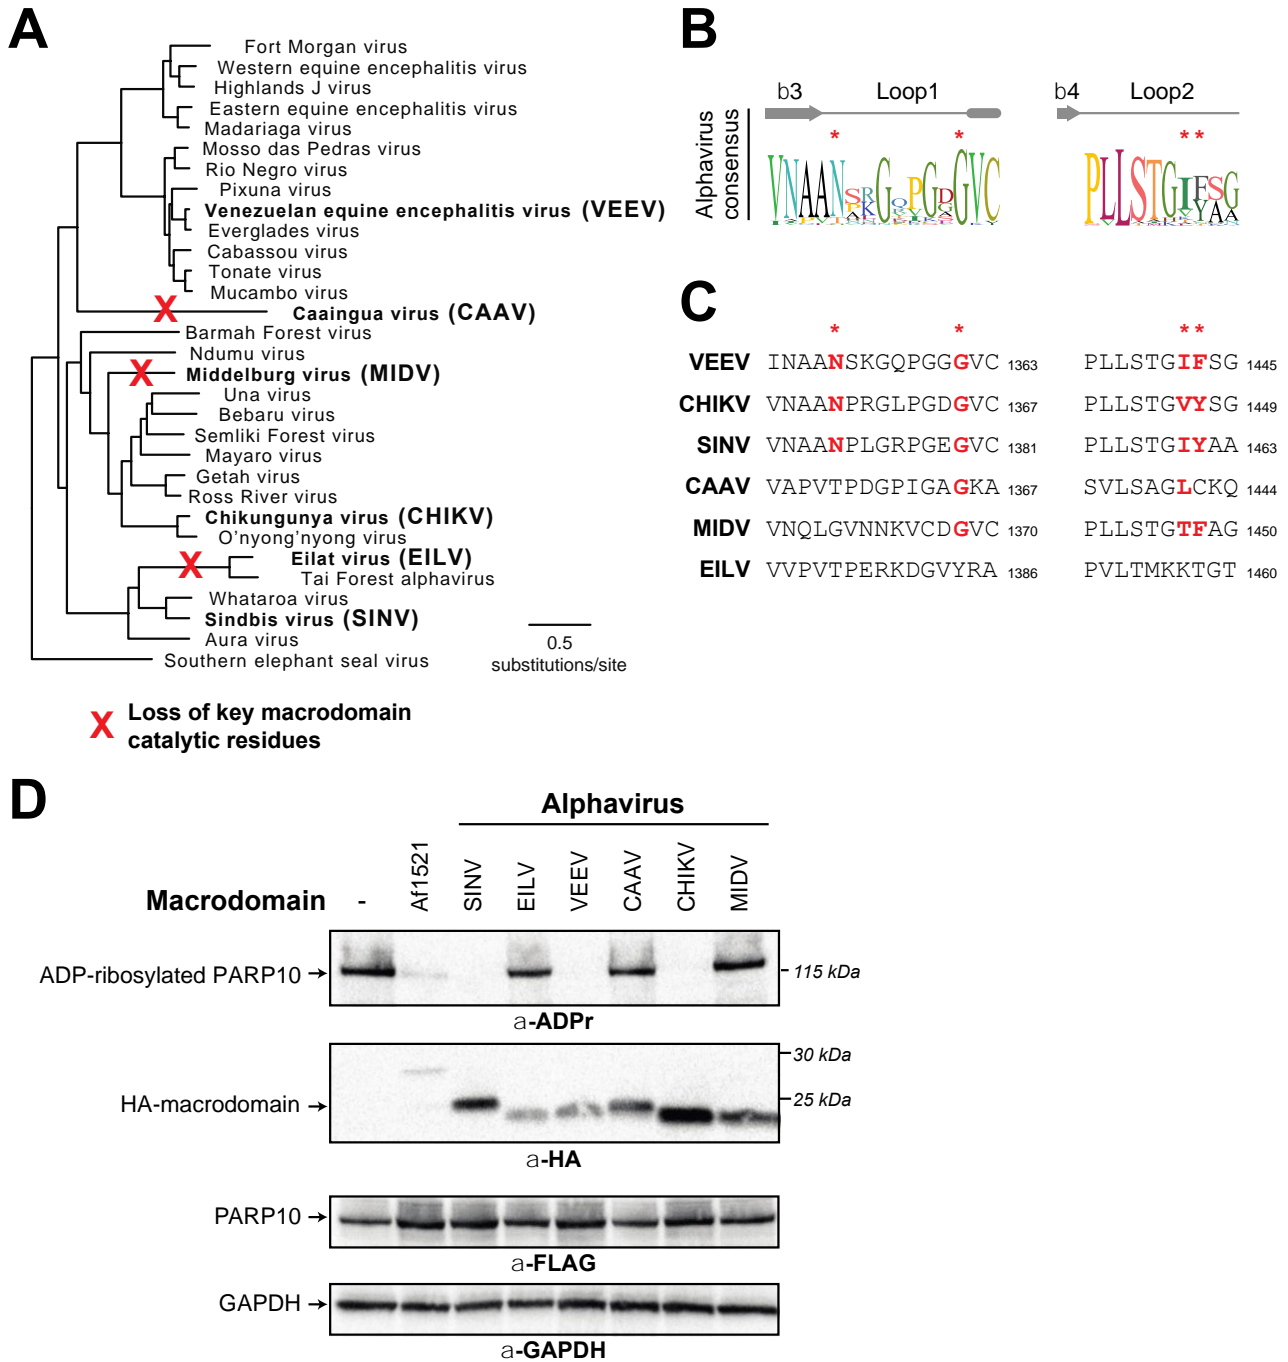 A
Fort Morgan virus
Western equine encephalitis virus
Highlands J virus
Eastern equine encephalitis virus
Madariaga virus
Mosso das Pedras virus
Rio Negro virus
Pixuna virus
Venezuelan equine encephalitis virus (VEEV)
Everglades virus
Cabassou virus
Tonate virus
Mucambo virus
X
Caaingua virus (CAAV)
Barmah Forest virus
Ndumu virus
X
Middelburg virus (MIDV)
Una virus
Bebaru virus
Semliki Forest virus
Mayaro virus
Getah virus
Ross River virus
Chikungunya virus (CHIKV)
O'nyong'nyong virus
X
Eilat virus (EILV)
Tai Forest alphavirus
Whataroa virus
Sindbis virus (SINV)
Aura virus
Southern elephant seal virus
0.5
substitutions/site
X Loss of key macrodomain
catalytic residues
B
Alphavirus
consensus
b3 Loop1 b4 Loop2
* * **
VNAAN G PG GVC PLLSTGI SG
C
* * **
VEEV INAANSKGQPGGGVC 1363 PLLSTGIFSG 1445
CHIKV VNAANPRGLPGDGVC 1367 PLLSTGVYSG 1449
SINV VNAANPLGRPGEGVC 1381 PLLSTGIYAA 1463
CAAV VAPVTPDGPIGAGKA 1367 SVLSAGLCKQ 1444
MIDV VNQLGVNNKVCDGVC 1370 PLLSTGTFAG 1450
EILV VVPVTPERKDGVYRA 1386 PVLTMKKTGT 1460
D
Alphavirus
Macrodomain - Af1521 SINV EILV VEEV CAAV CHIKV MIDV
ADP-ribosylated PARP10
115 kDa
a-ADPr
30 kDa
HA-macrodomain
25 kDa
a-HA
PARP10
a-FLAG
GAPDH
a-GAPDH